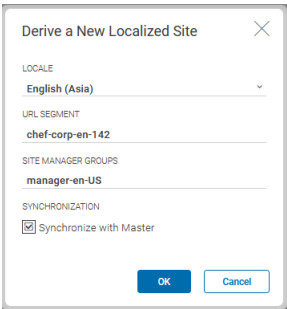 Derive a New Localized Site
LOCALE
English (Asia)
URL SEGMENT
chef-corp-en-142
SITE MANAGER GROUPS
manager-en-US
SYNCHRONIZATION
Synchronize with Master
OK Cancel